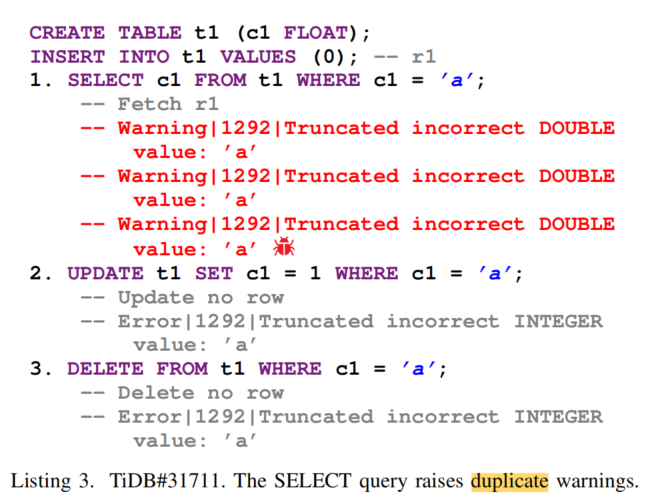 CREATE TABLE t1 (c1 FLOAT);
INSERT INTO t1 VALUES (0); -- r1
1. SELECT c1 FROM t1 WHERE c1 = 'a';
-- Fetch r1
-- Warning|1292|Truncated incorrect DOUBLE
value: 'a'
-- Warning|1292|Truncated incorrect DOUBLE
value: 'a'
-- Warning|1292|Truncated incorrect DOUBLE
value: 'a'
2. UPDATE t1 SET c1 = 1 WHERE c1 = 'a';
-- Update no row
-- Error|1292|Truncated incorrect INTEGER
value: 'a'
3. DELETE FROM t1 WHERE c1 = 'a';
-- Delete no row
-- Error|1292|Truncated incorrect INTEGER
value: 'a'
Listing 3. TiDB#31711. The SELECT query raises duplicate warnings.